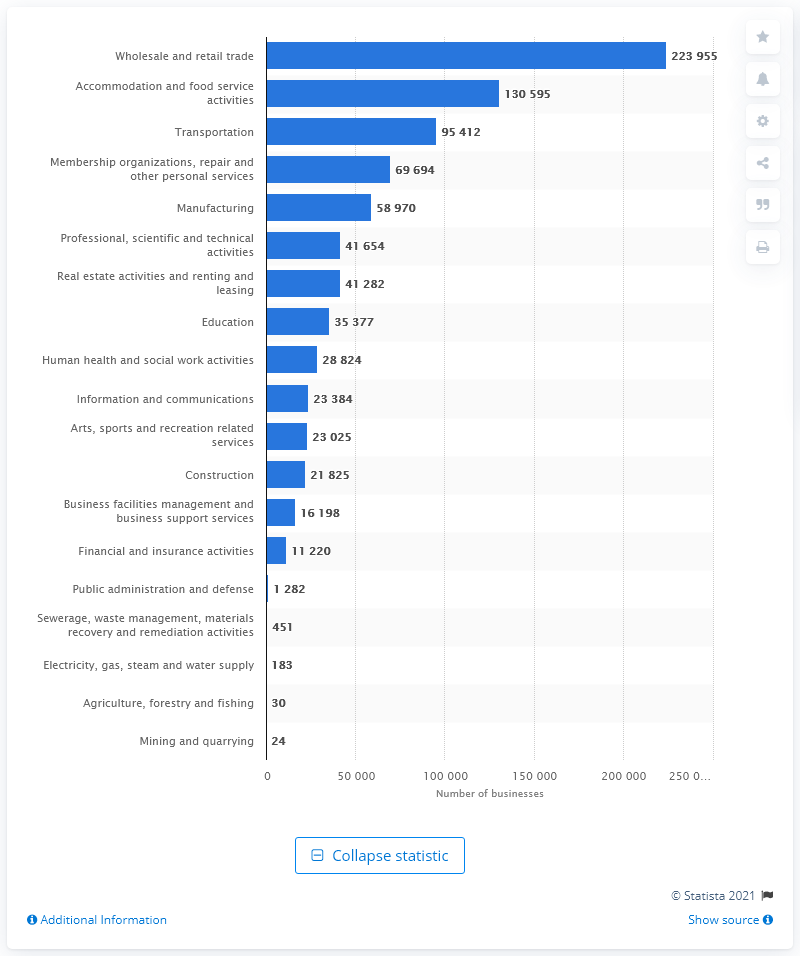 Wholesale and retail trade
223 955
Accommodation and food service
activities
130 595
Transportation
95 412
Membership organizations, repair and
other personal services
69 694
Manufacturing
58 970
Professional, scientific and technical
activities
41 654
Real estate activities and renting and
leasing
41 282
Education
35 377
Human health and social work activities
28 824
Information and communications
23 384
Arts, sports and recreation related
services
23 025
Construction
21 825
Business facilities management and
business support services
16 198
Financial and insurance activities
11 220
Public administration and defense
1 282
Sewerage, waste management, materials
recovery and remediation activities
451
Electricity, gas, steam and water supply
183
Agriculture, forestry and fishing
30
Mining and quarrying
24
0 50 000 100 000 150 000 200 000 250 0...
Number of businesses
Collapse statistic
© Statista 2021
Additional Information
Show source